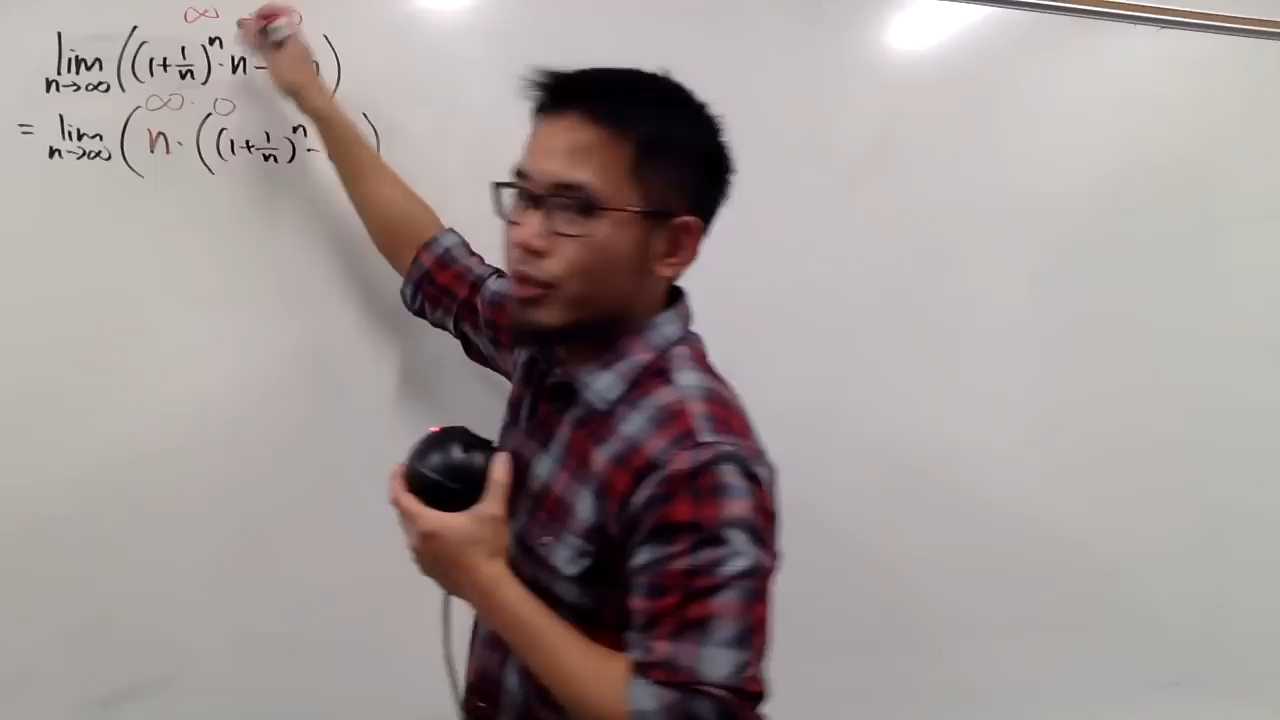 ∞
lim n→∞ ((1+1/n)^n · n − n)
∞ · 0
= lim n→∞ (n · ((1+1/n)^n − )